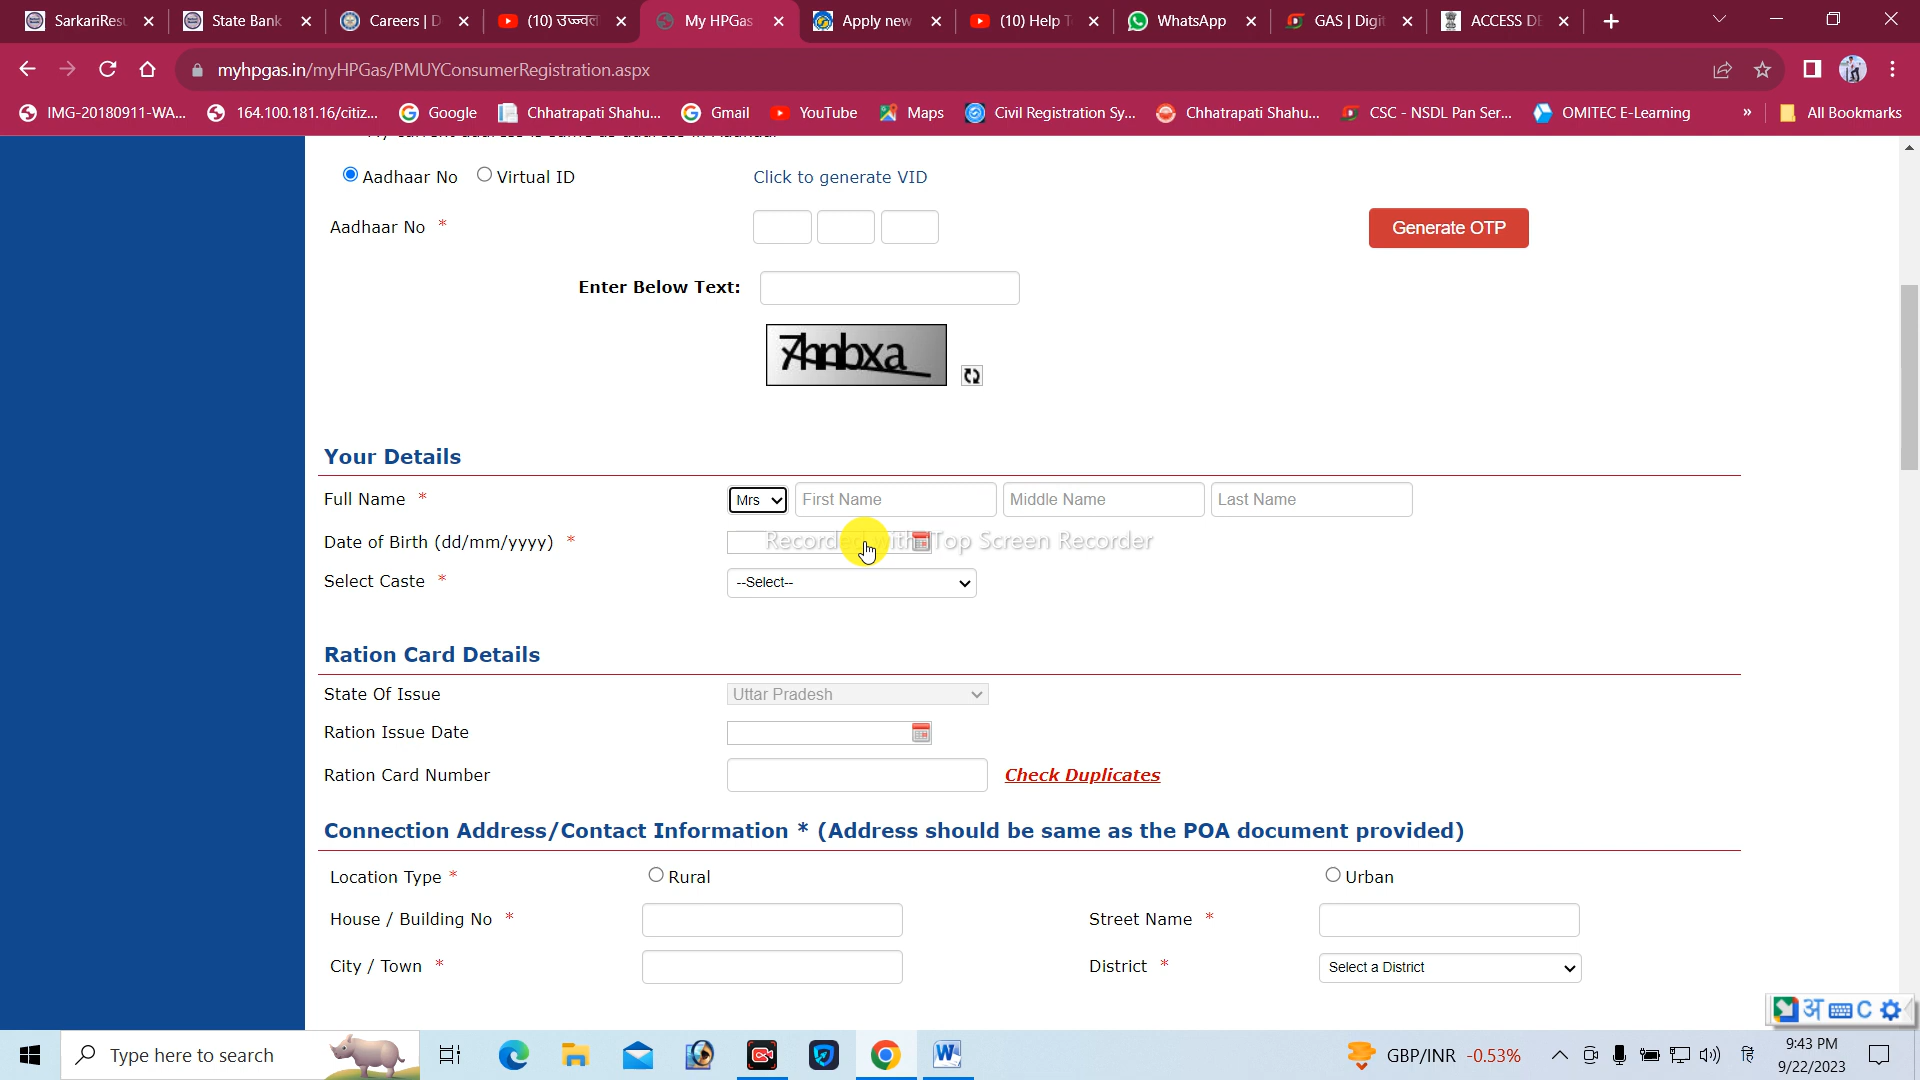 SarkariRes
State Bank
Careers | D
(10) उज्ज्वल
My HPGas
Apply new
(10) Help T
WhatsApp
GAS | Digit
ACCESS DE
myhpgas.in/myHPGas/PMUYConsumerRegistration.aspx
IMG-20180911-WA...
164.100.181.16/citiz...
Google
Chhatrapati Shahu...
Gmail
YouTube
Maps
Civil Registration Sy...
Chhatrapati Shahu...
CSC - NSDL Pan Ser...
OMITEC E-Learning
»
All Bookmarks
Aadhaar No Virtual ID Click to generate VID
Aadhaar No *
Generate OTP
Enter Below Text:
7hnbxa
Your Details
Full Name * Mrs First Name Middle Name Last Name
Date of Birth (dd/mm/yyyy) *
Recorded with Top Screen Recorder
Select Caste * --Select--
Ration Card Details
State Of Issue Uttar Pradesh
Ration Issue Date
Ration Card Number Check Duplicates
Connection Address/Contact Information * (Address should be same as the POA document provided)
Location Type * Rural Urban
House / Building No * Street Name *
City / Town * District * Select a District
अ C
Type here to search
GBP/INR -0.53%
हिं
9:43 PM
9/22/2023